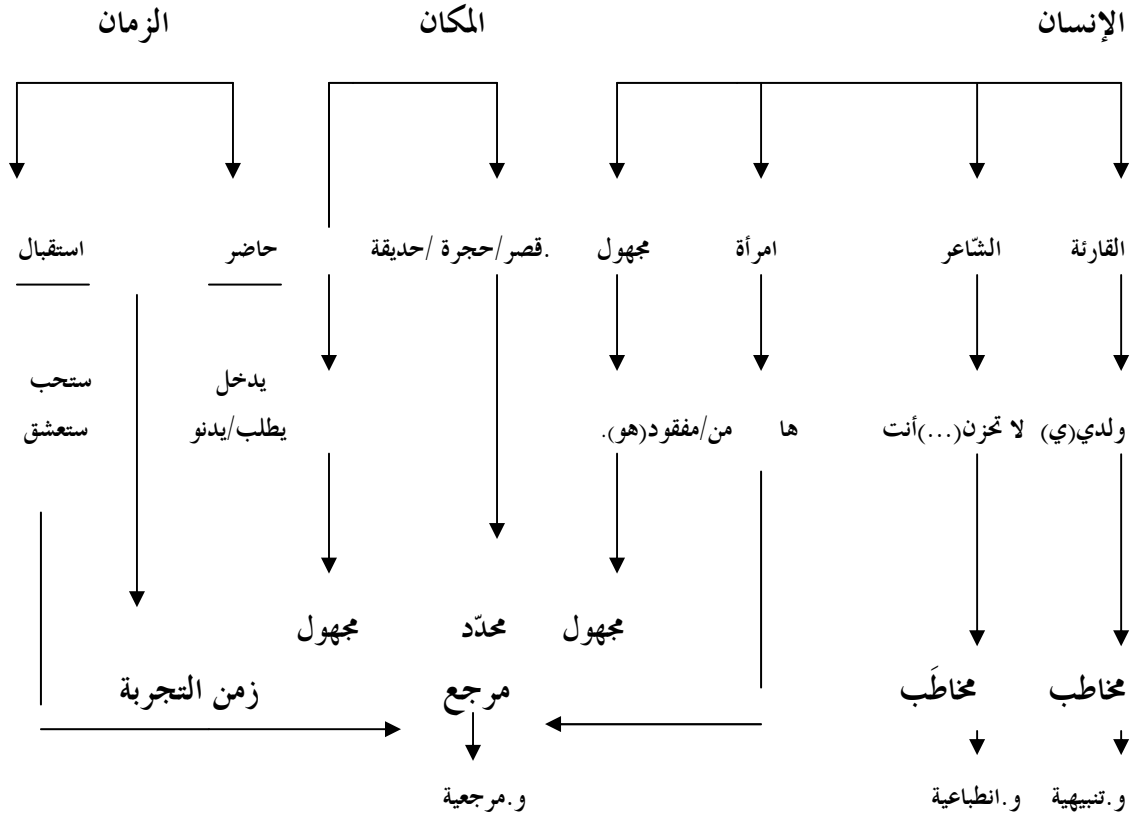 الإنسان المكان الزمان
القارئة الشّاعر امرأة مجهول .قصر/حجرة /حديقة حاضر استقبال
يدخل ستحب
ولدي(ي) لا تحزن(...)أنت ها من/مفقود(هو). يطلب/يدنو ستعشق
مجهول محدّد مجهول
مخاطب مخاطَب مرجع زمن التجربة
و.تنبيهية و.انطباعية و.مرجعية